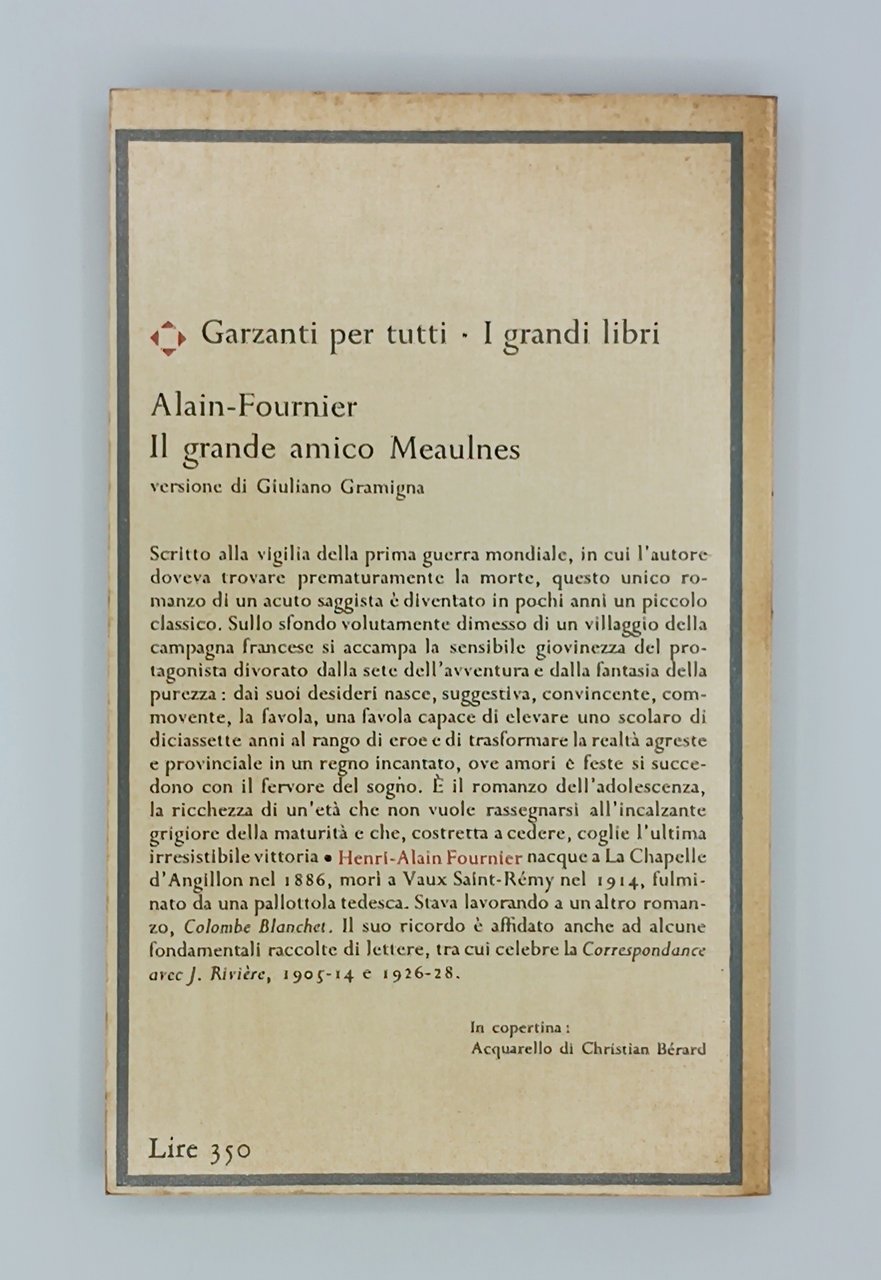 Garzanti per tutti · I grandi libri
Alain-Fournier
Il grande amico Meaulnes
versione di Giuliano Gramigna
Scritto alla vigilia della prima guerra mondiale, in cui l'autore
doveva trovare prematuramente la morte, questo unico ro-
manzo di un acuto saggista è diventato in pochi anni un piccolo
classico. Sullo sfondo volutamente dimesso di un villaggio della
campagna francese si accampa la sensibile giovinezza del pro-
tagonista divorato dalla sete dell'avventura e dalla fantasia della
purezza: dai suoi desideri nasce, suggestiva, convincente, com-
movente, la favola, una favola capace di elevare uno scolaro di
diciassette anni al rango di eroe e di trasformare la realtà agreste
e provinciale in un regno incantato, ove amori e feste si succe-
dono con il fervore del sogno. È il romanzo dell'adolescenza,
la ricchezza di un'età che non vuole rassegnarsi all'incalzante
grigiore della maturità e che, costretta a cedere, coglie l'ultima
irresistibile vittoria • Henri-Alain Fournier nacque a La Chapelle
d'Angillon nel 1886, morì a Vaux Saint-Rémy nel 1914, fulmi-
nato da una pallottola tedesca. Stava lavorando a un altro roman-
zo, Colombe Blanchet. Il suo ricordo è affidato anche ad alcune
fondamentali raccolte di lettere, tra cui celebre la Correspondance
avec J. Rivière, 1905-14 e 1926-28.
In copertina:
Acquarello di Christian Bérard
Lire 350